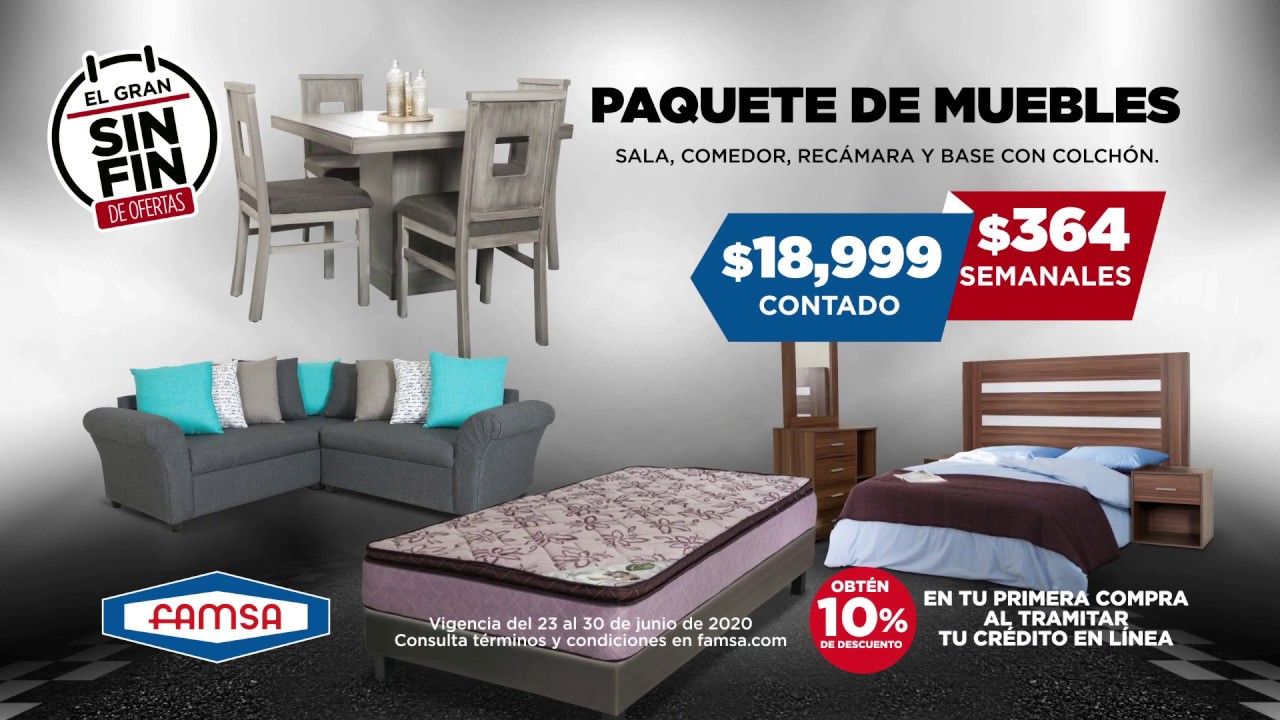 EL GRAN
SIN
FIN
DE OFERTAS
PAQUETE DE MUEBLES
SALA, COMEDOR, RECÁMARA Y BASE CON COLCHÓN.
$18,999
CONTADO
$364
SEMANALES
FAMSA
Vigencia del 23 al 30 de junio de 2020
Consulta términos y condiciones en famsa.com
OBTÉN
10%
DE DESCUENTO
EN TU PRIMERA COMPRA
AL TRAMITAR
TU CRÉDITO EN LÍNEA